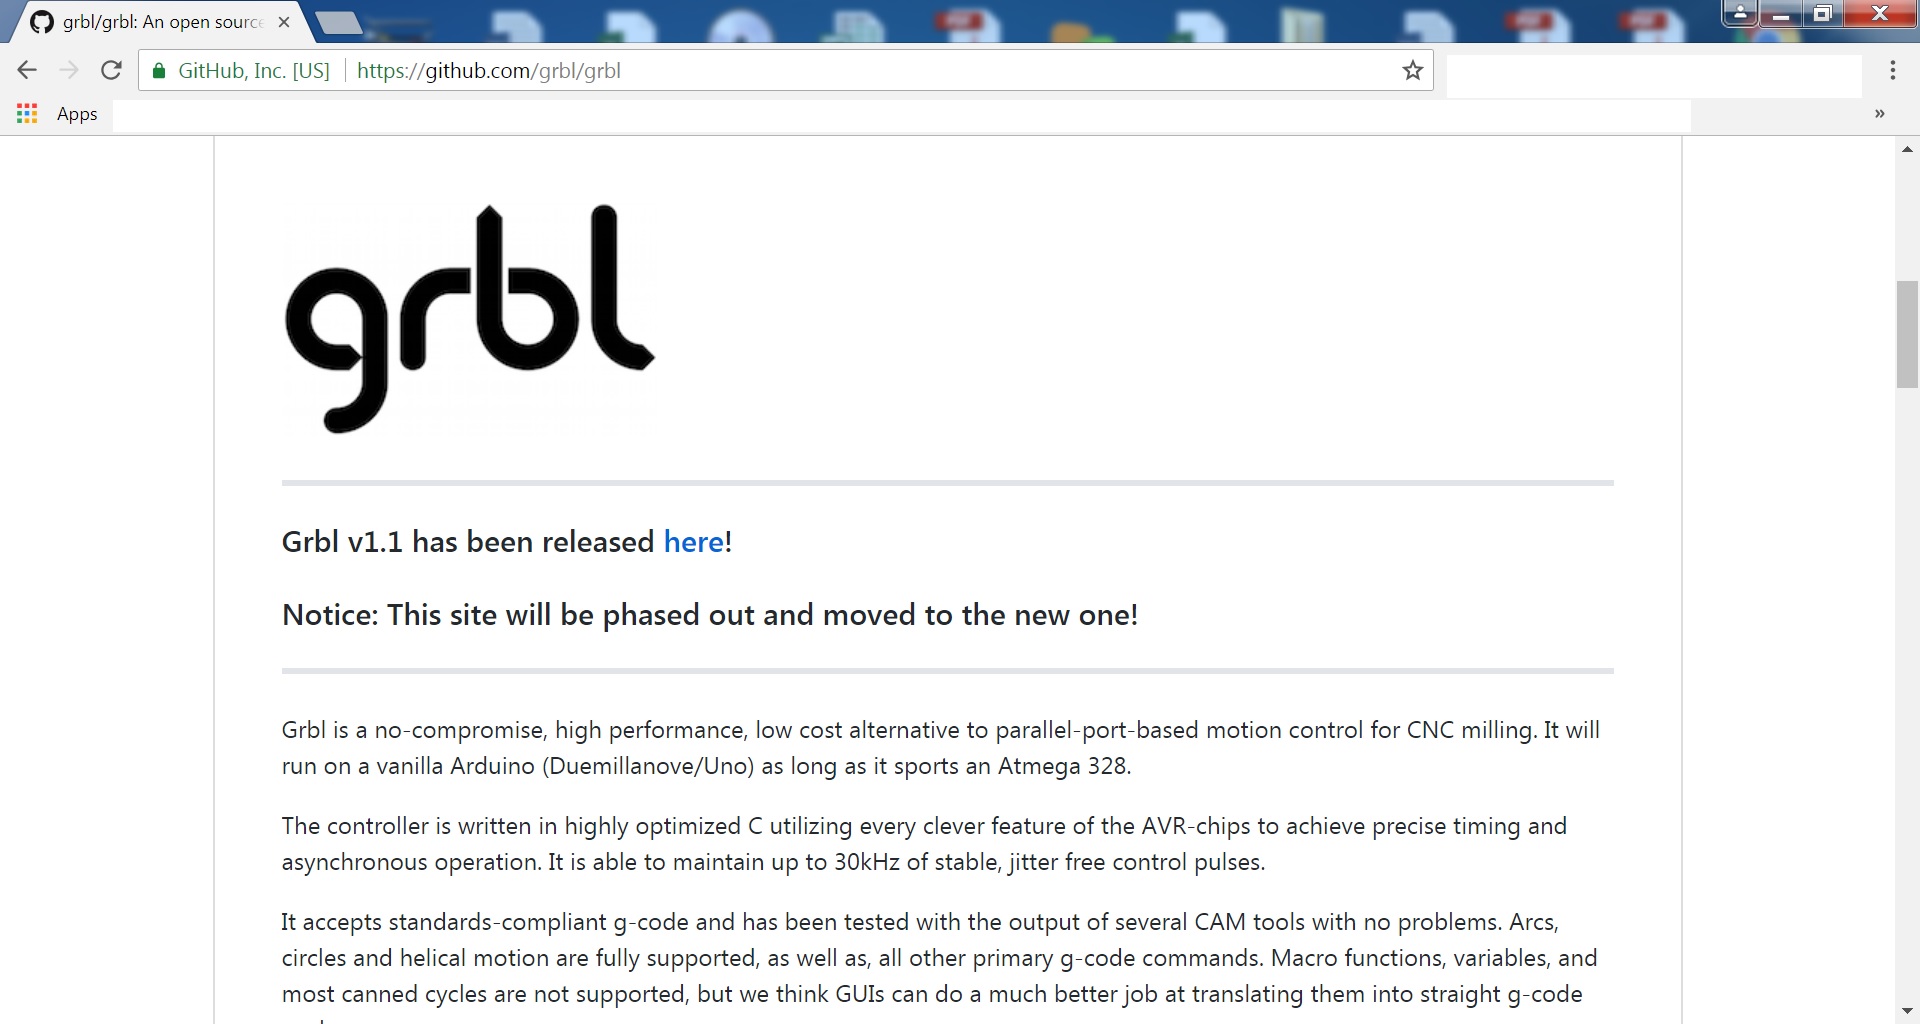 grbl/grbl: An open source
GitHub, Inc. [US] https://github.com/grbl/grbl
Apps
»
grbl
Grbl v1.1 has been released here!
Notice: This site will be phased out and moved to the new one!
Grbl is a no-compromise, high performance, low cost alternative to parallel-port-based motion control for CNC milling. It will
run on a vanilla Arduino (Duemillanove/Uno) as long as it sports an Atmega 328.
The controller is written in highly optimized C utilizing every clever feature of the AVR-chips to achieve precise timing and
asynchronous operation. It is able to maintain up to 30kHz of stable, jitter free control pulses.
It accepts standards-compliant g-code and has been tested with the output of several CAM tools with no problems. Arcs,
circles and helical motion are fully supported, as well as, all other primary g-code commands. Macro functions, variables, and
most canned cycles are not supported, but we think GUIs can do a much better job at translating them into straight g-code